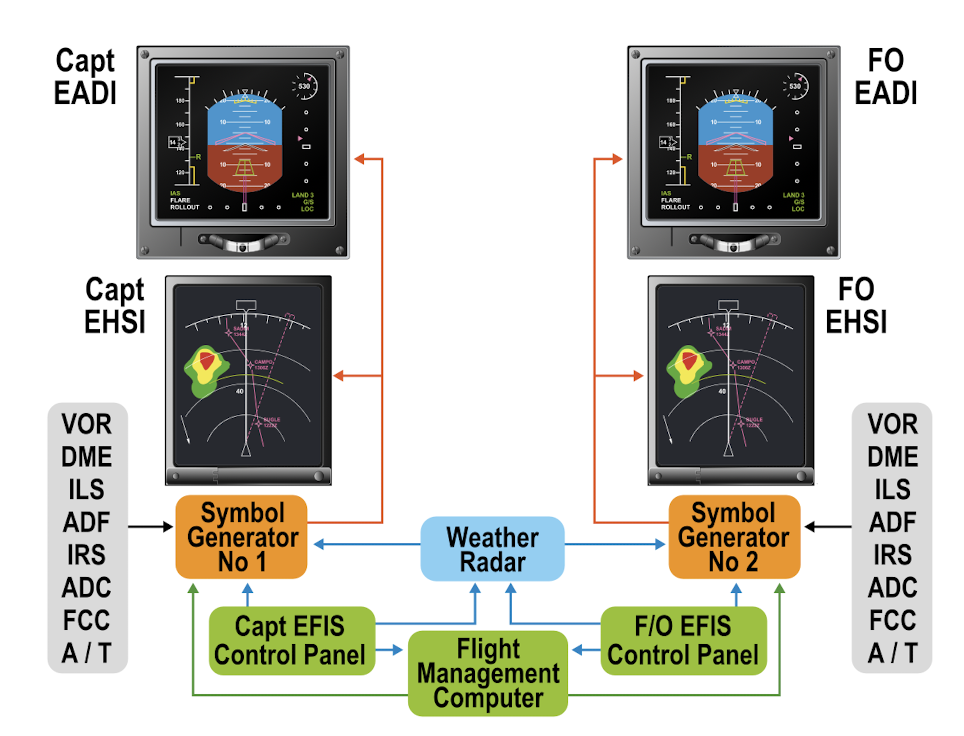 Capt
EADI
FO
EADI
180
160
14
140
120
R
10
10
10
10
20
20
530
IAS
FLARE
ROLLOUT
LAND 3
G/S
LOC
180
160
14
140
120
R
10
10
10
10
20
20
530
IAS
FLARE
ROLLOUT
LAND 3
G/S
LOC
Capt
EHSI
FO
EHSI
CAMPO
40
CAMPO
40
VOR
DME
ILS
ADF
IRS
ADC
FCC
A / T
Symbol
Generator
No 1
Weather
Radar
Symbol
Generator
No 2
VOR
DME
ILS
ADF
IRS
ADC
FCC
A / T
Capt EFIS
Control Panel
Flight
Management
Computer
F/O EFIS
Control Panel